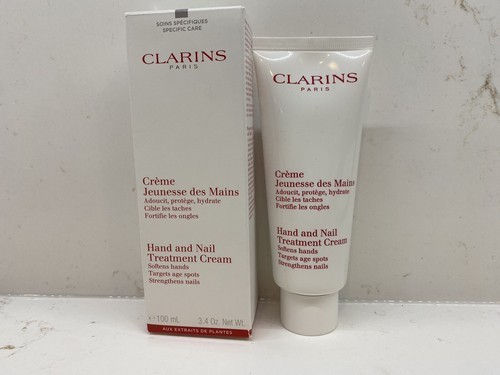 SOINS SPÉCIFIQUES
SPECIFIC CARE
CLARINS
PARIS
Crème
Jeunesse des Mains
Adoucit, protège, hydrate
Cible les taches
Fortifie les ongles
Hand and Nail
Treatment Cream
Softens hands
Targets age spots
Strengthens nails
e 100 mL 3.4 Oz. Net Wt.
AUX EXTRAITS DE PLANTES
CLARINS
PARIS
Crème
Jeunesse des Mains
Adoucit, protège, hydrate
Cible les taches
Fortifie les ongles
Hand and Nail
Treatment Cream
Softens hands
Targets age spots
Strengthens nails